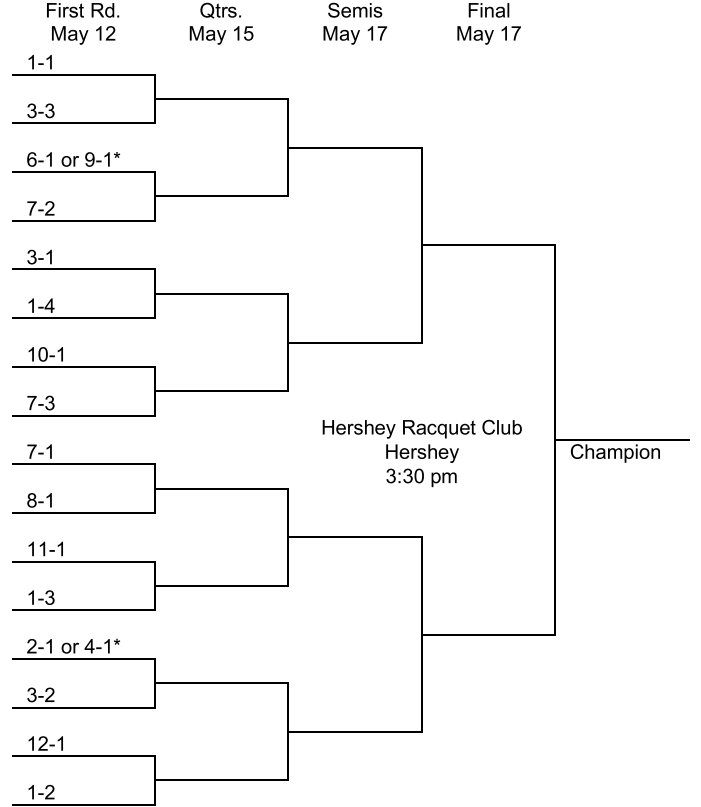 First Rd. Qtrs. Semis Final
May 12 May 15 May 17 May 17
1-1
3-3
6-1 or 9-1*
7-2
3-1
1-4
10-1
7-3
Hershey Racquet Club
Hershey
3:30 pm
Champion
7-1
8-1
11-1
1-3
2-1 or 4-1*
3-2
12-1
1-2